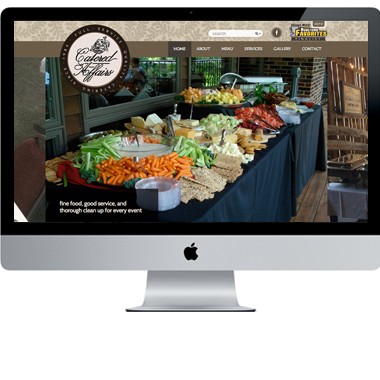 search
FAVORITES
HOME ABOUT MENU SERVICES GALLERY CONTACT
Catered
Affairs
fine food, good service, and
thorough clean up for every event